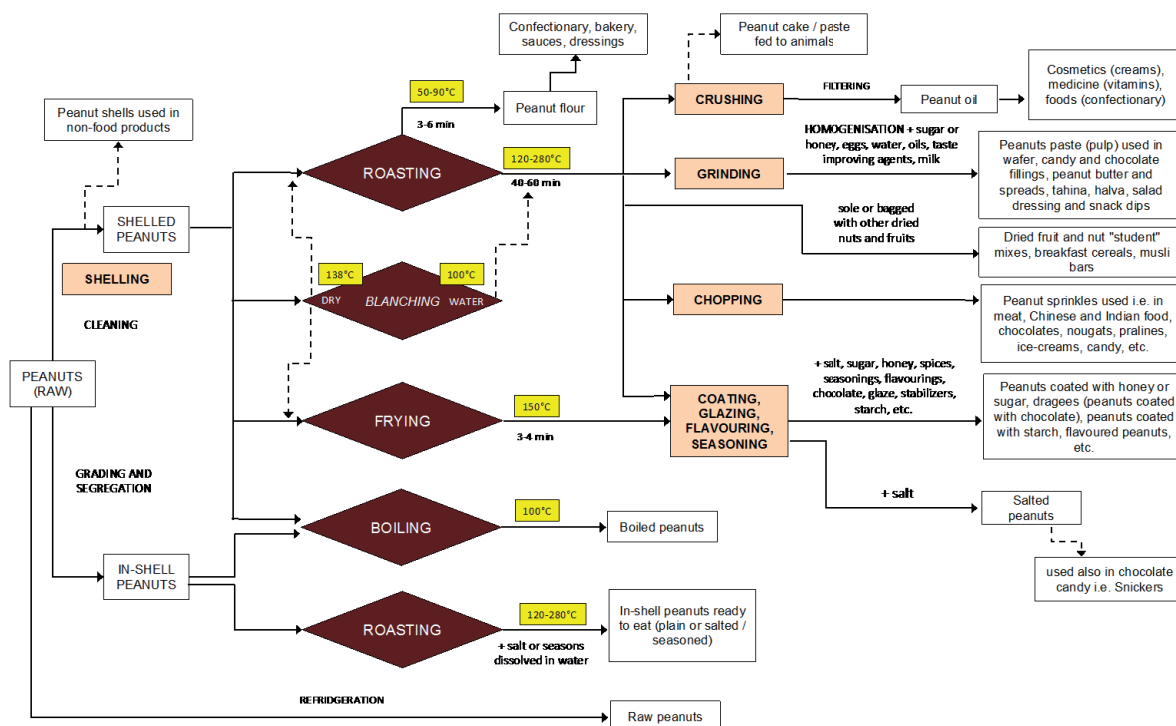 Confectionary, bakery,
sauces, dressings
Peanut cake / paste
fed to animals
Cosmetics (creams),
medicine (vitamins),
foods (confectionary)
50-90°C
Peanut flour
3-6 min
CRUSHING
FILTERING
Peanut oil
Peanut shells used in
non-food products
HOMOGENISATION + sugar or
honey, eggs, water, oils, taste
improving agents, milk
ROASTING
120-280°C
40-60 min
GRINDING
Peanuts paste (pulp) used in
wafer, candy and chocolate
fillings, peanut butter and
spreads, tahina, halva, salad
dressing and snack dips
SHELLED
PEANUTS
sole or bagged
with other dried
nuts and fruits
Dried fruit and nut "student"
mixes, breakfast cereals, musli
bars
SHELLING
138°C
100°C
DRY
BLANCHING
WATER
CHOPPING
Peanut sprinkles used i.e. in
meat, Chinese and Indian food,
chocolates, nougats, pralines,
ice-creams, candy, etc.
CLEANING
PEANUTS
(RAW)
+ salt, sugar, honey, spices,
seasonings, flavourings,
chocolate, glaze, stabilizers,
starch, etc.
FRYING
150°C
3-4 min
COATING,
GLAZING,
FLAVOURING,
SEASONING
Peanuts coated with honey or
sugar, dragees (peanuts coated
with chocolate), peanuts coated
with starch, flavoured peanuts,
etc.
GRADING AND
SEGREGATION
+ salt
Salted
peanuts
BOILING
100°C
Boiled peanuts
IN-SHELL
PEANUTS
used also in chocolate
candy i.e. Snickers
ROASTING
120-280°C
+ salt or seasons
dissolved in water
In-shell peanuts ready
to eat (plain or salted /
seasoned)
REFRIDGERATION
Raw peanuts